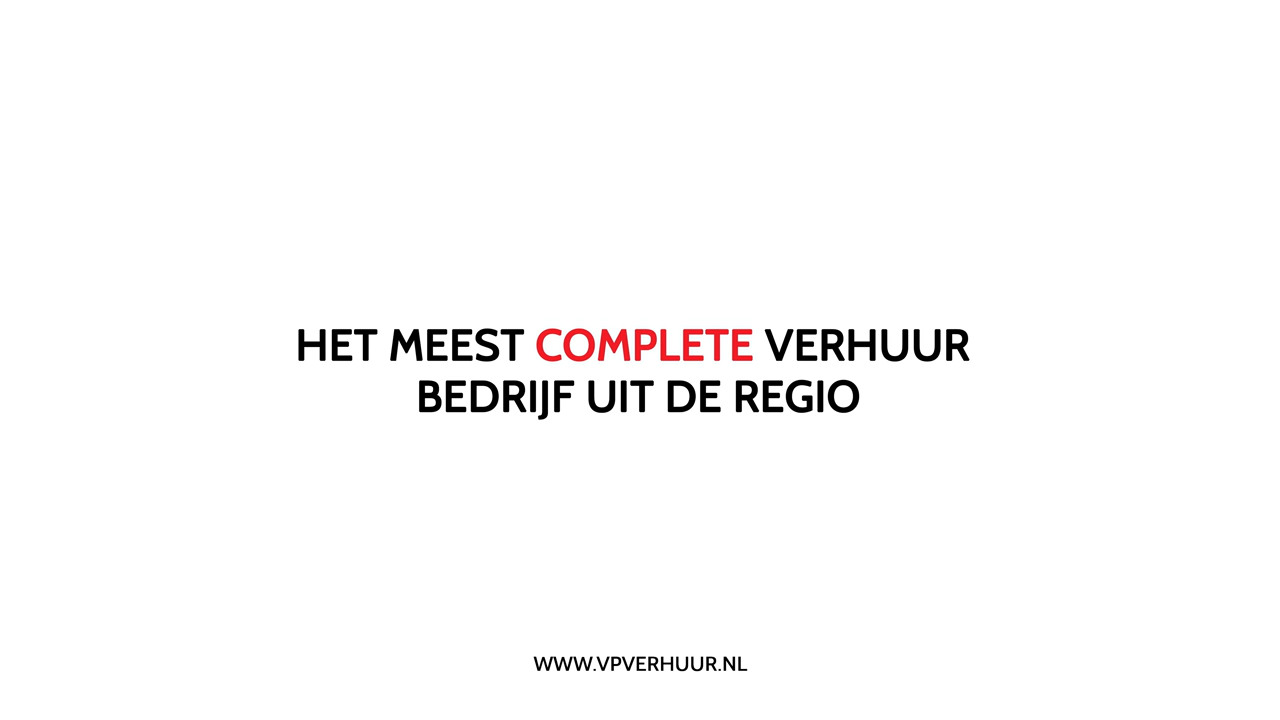 HET MEEST COMPLETE VERHUUR
BEDRIJF UIT DE REGIO
WWW.VPVERHUUR.NL